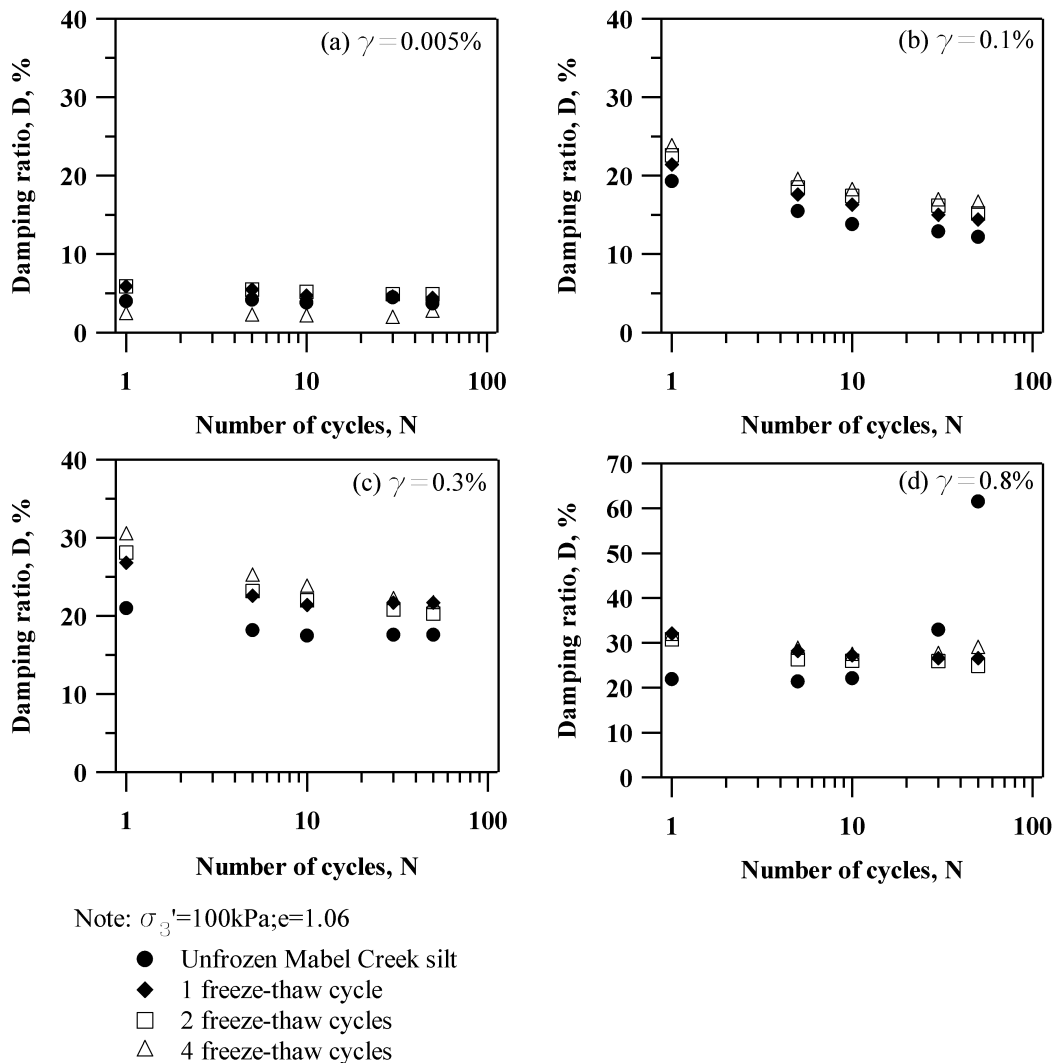 (a) γ=0.005%
Damping ratio, D, %
40
30
20
10
0
1
10
100
Number of cycles, N
(b) γ=0.1%
Damping ratio, D, %
40
30
20
10
0
1
10
100
Number of cycles, N
(c) γ=0.3%
Damping ratio, D, %
40
30
20
10
0
1
10
100
Number of cycles, N
(d) γ=0.8%
Damping ratio, D, %
70
60
50
40
30
20
10
0
1
10
100
Number of cycles, N
Note: σ₃'=100kPa;e=1.06
Unfrozen Mabel Creek silt
1 freeze-thaw cycle
2 freeze-thaw cycles
4 freeze-thaw cycles